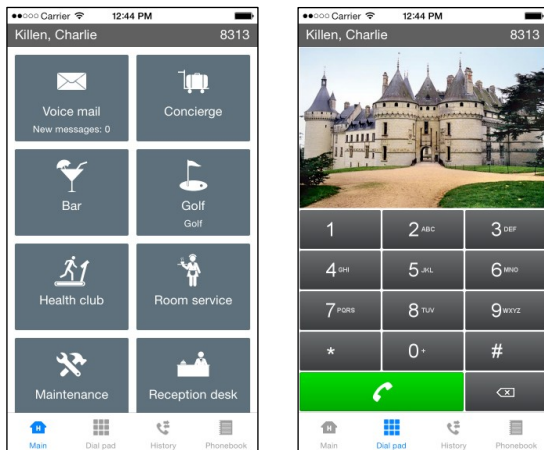 Carrier 12:44 PM
Killen, Charlie 8313
Voice mail
New messages: 0
Concierge
Bar
Golf
Golf
Health club
Room service
Maintenance
Reception desk
Main Dial pad History Phonebook
Carrier 12:44 PM
Killen, Charlie 8313
1 2 ABC 3 DEF
4 GHI 5 JKL 6 MNO
7 PQRS 8 TUV 9 WXYZ
* 0 + #
Main Dial pad History Phonebook